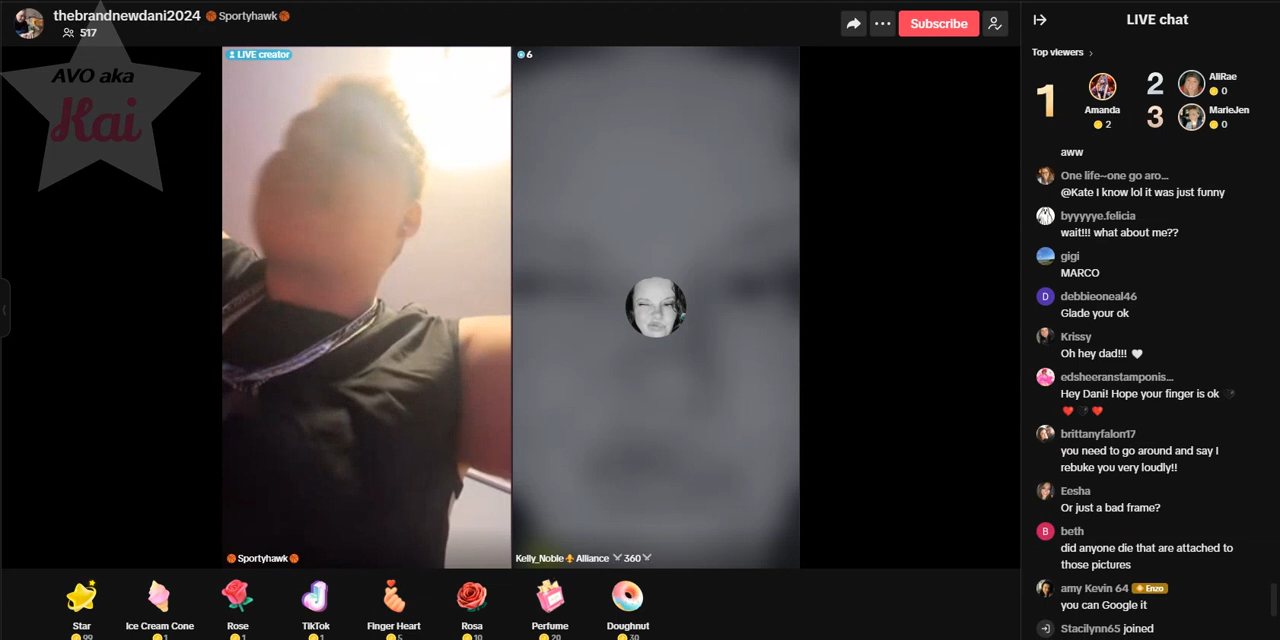 thebrandnewdani2024 Sportyhawk
517
Subscribe
AVO aka
Kai
LIVE creator
6
Sportyhawk
Kelly_Noble Alliance 360
Star
99
Ice Cream Cone
1
Rose
1
TikTok
1
Finger Heart
5
Rosa
10
Perfume
20
Doughnut
30
LIVE chat
Top viewers
1
Amanda
2
2
AliRae
0
3
MarieJen
0
aww
One life~one go aro...
@Kate I know lol it was just funny
byyyyye.felicia
wait!!! what about me??
gigi
MARCO
D
debbieoneal46
Glade your ok
Krissy
Oh hey dad!!!
edsheeranstamponis...
Hey Dani! Hope your finger is ok
brittanyfalon17
you need to go around and say I
rebuke you very loudly!!
Eesha
Or just a bad frame?
B
beth
did anyone die that are attached to
those pictures
amy Kevin 64 Enzo
you can Google it
Stacilynn65 joined